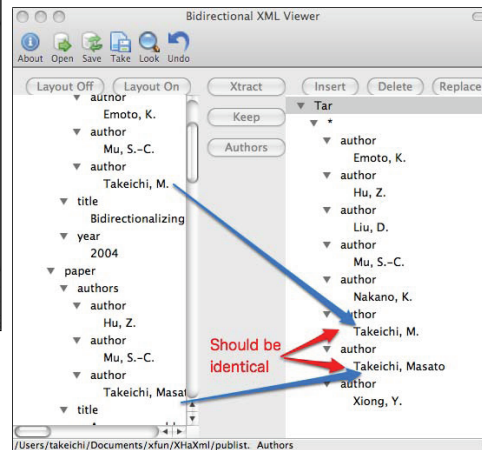 Bidirectional XML Viewer
About Open Save Take Look Undo
Layout Off Layout On Xtract Insert Delete Replace
Keep
Authors
author
Emoto, K.
author
Mu, S.-C.
author
Takeichi, M.
title
Bidirectionalizing
year
2004
paper
authors
author
Hu, Z.
author
Mu, S.-C.
author
Takeichi, Masat
title
Tar
*
author
Emoto, K.
author
Hu, Z.
author
Liu, D.
author
Mu, S.-C.
author
Nakano, K.
author
Takeichi, M.
author
Takeichi, Masato
author
Xiong, Y.
Should be
identical
/Users/takeichi/Documents/xfun/XHaXml/publist. Authors